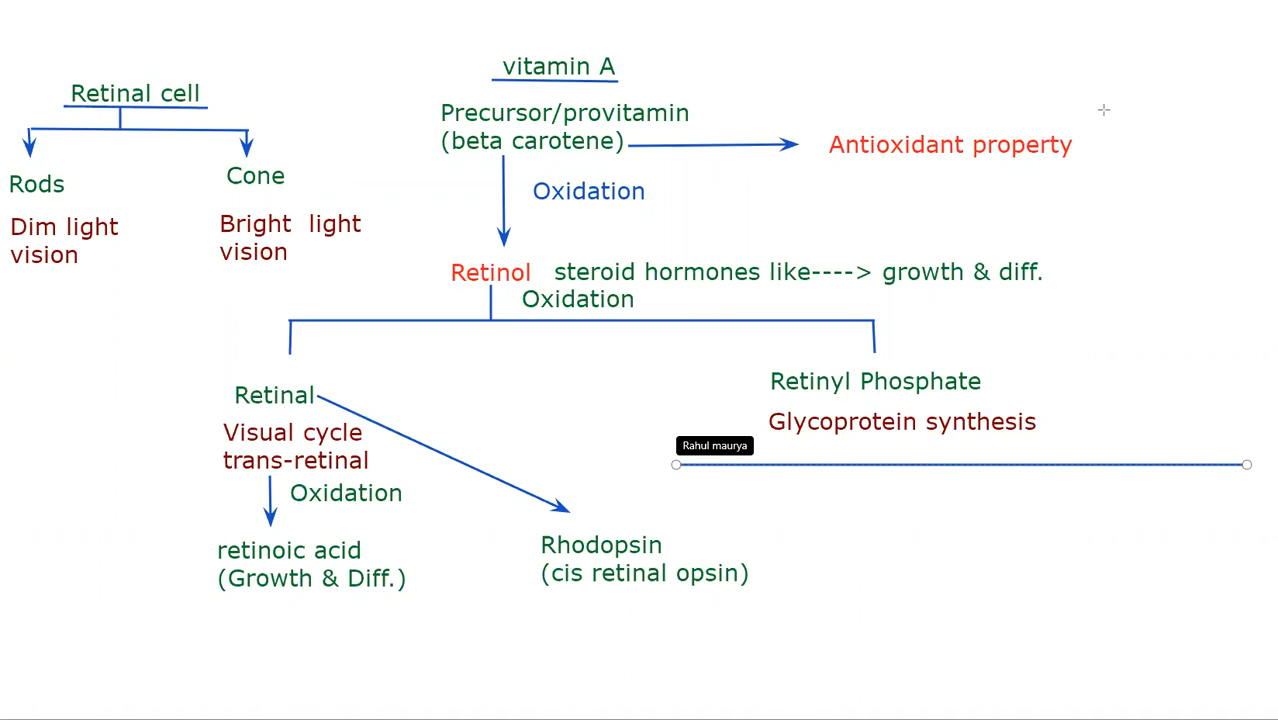 vitamin A
Retinal cell
Precursor/provitamin
(beta carotene)
Antioxidant property
Rods
Cone
Oxidation
Dim light
vision
Bright light
vision
Retinol steroid hormones like----> growth & diff.
Oxidation
Retinal
Retinyl Phosphate
Visual cycle
trans-retinal
Glycoprotein synthesis
Rahul maurya
Oxidation
retinoic acid
(Growth & Diff.)
Rhodopsin
(cis retinal opsin)